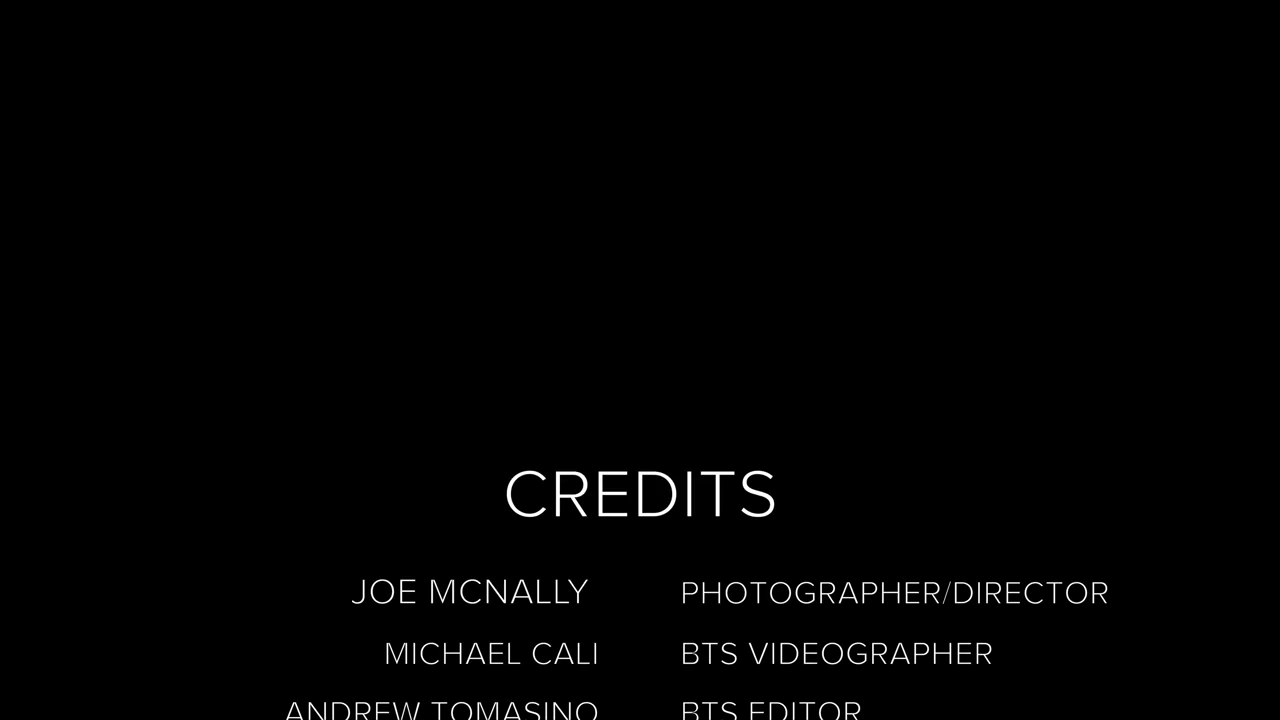 CREDITS
JOE MCNALLY PHOTOGRAPHER/DIRECTOR
MICHAEL CALI BTS VIDEOGRAPHER
ANDREW TOMASINO BTS EDITOR